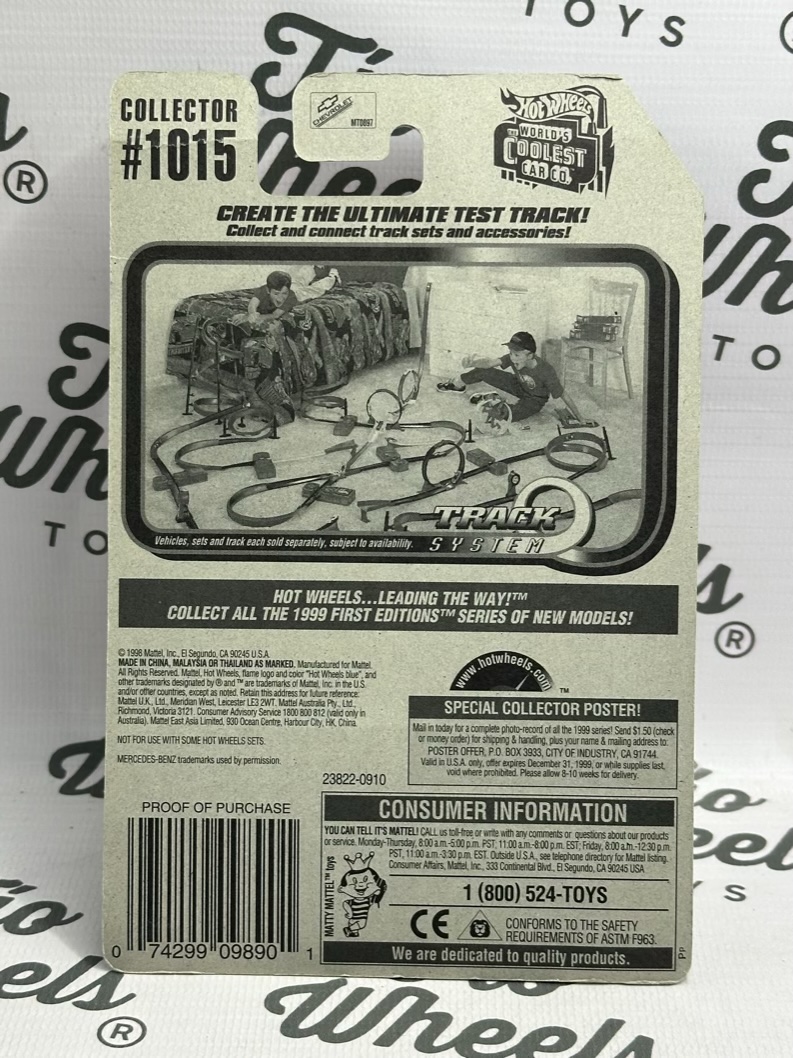 TOYS
COLLECTOR
#1015
CHEVROLET
MT0097
Hot Wheels
THE WORLD'S
COOLEST
CAR CO.™
CREATE THE ULTIMATE TEST TRACK!
Collect and connect track sets and accessories!
TRACK
SYSTEM
Vehicles, sets and track each sold separately, subject to availability.
HOT WHEELS...LEADING THE WAY!™
COLLECT ALL THE 1999 FIRST EDITIONS™ SERIES OF NEW MODELS!
© 1998 Mattel, Inc., El Segundo, CA 90245 U.S.A.
MADE IN CHINA, MALAYSIA OR THAILAND AS MARKED. Manufactured for Mattel.
All Rights Reserved. Mattel, Hot Wheels, flame logo and color "Hot Wheels blue", and
other trademarks designated by ® and ™ are trademarks of Mattel, Inc. in the U.S.
and/or other countries, except as noted. Retain this address for future reference:
Mattel U.K., Ltd., Meridian West, Leicester LE3 2WT. Mattel Australia Pty., Ltd.,
Richmond, Victoria 3121. Consumer Advisory Service 1800 800 812 (valid only in
Australia). Mattel East Asia Limited, 930 Ocean Centre, Harbour City, HK, China.
NOT FOR USE WITH SOME HOT WHEELS SETS.
MERCEDES-BENZ trademarks used by permission.
23822-0910
www.hotwheels.com
™
SPECIAL COLLECTOR POSTER!
Mail in today for a complete photo-record of all the 1999 series! Send $1.50 (check
or money order) for shipping & handling, plus your name & mailing address to:
POSTER OFFER, P.O. BOX 3933, CITY OF INDUSTRY, CA 91744.
Valid in U.S.A. only, offer expires December 31, 1999, or while supplies last,
void where prohibited. Please allow 8-10 weeks for delivery.
PROOF OF PURCHASE
0 74299 09890 1
CONSUMER INFORMATION
YOU CAN TELL IT'S MATTEL! CALL us toll-free or write with any comments or questions about our products
or service. Monday-Thursday, 8:00 a.m.-5:00 p.m. PST, 11:00 a.m.-8:00 p.m. EST; Friday, 8:00 a.m.-12:30 p.m.
PST, 11:00 a.m.-3:30 p.m. EST. Outside U.S.A., see telephone directory for Mattel listing.
Consumer Affairs, Mattel, Inc., 333 Continental Blvd., El Segundo, CA 90245 USA
MATTY MATTEL™ toys
1 (800) 524-TOYS
CE
CONFORMS TO THE SAFETY
REQUIREMENTS OF ASTM F963.
We are dedicated to quality products.
Pp
Tio
Wheels
®